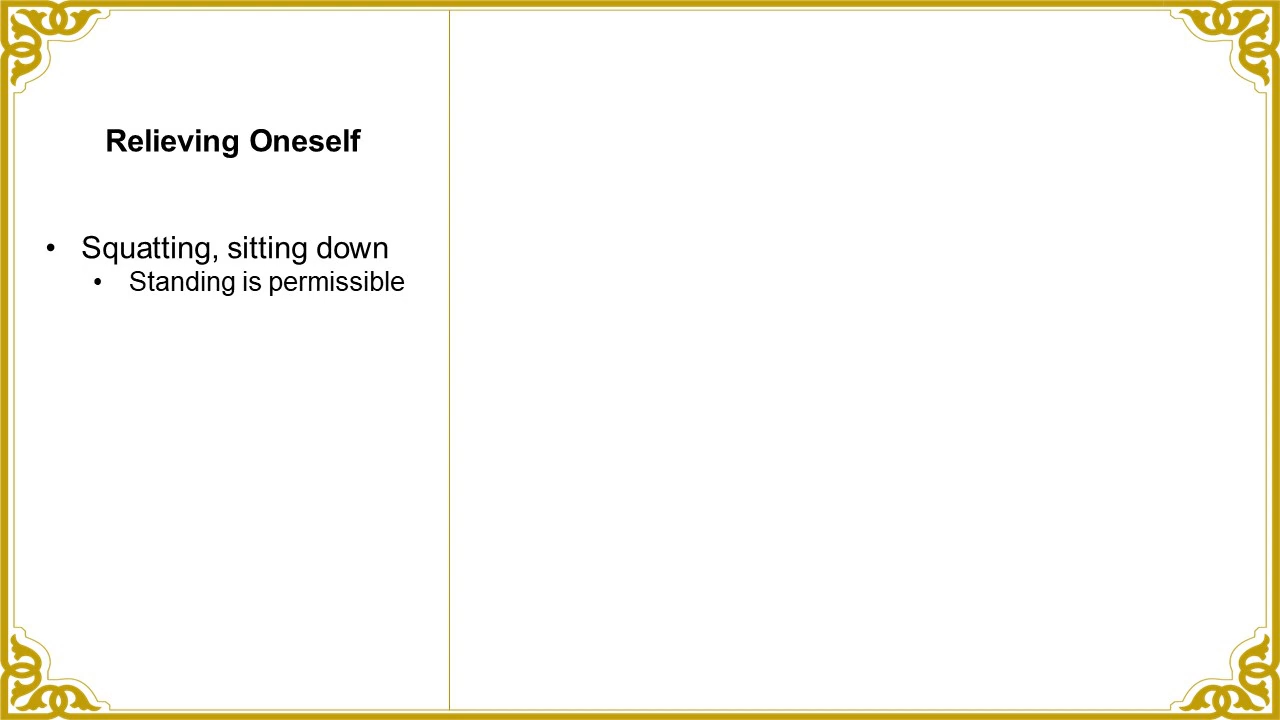 Relieving Oneself
• Squatting, sitting down
• Standing is permissible